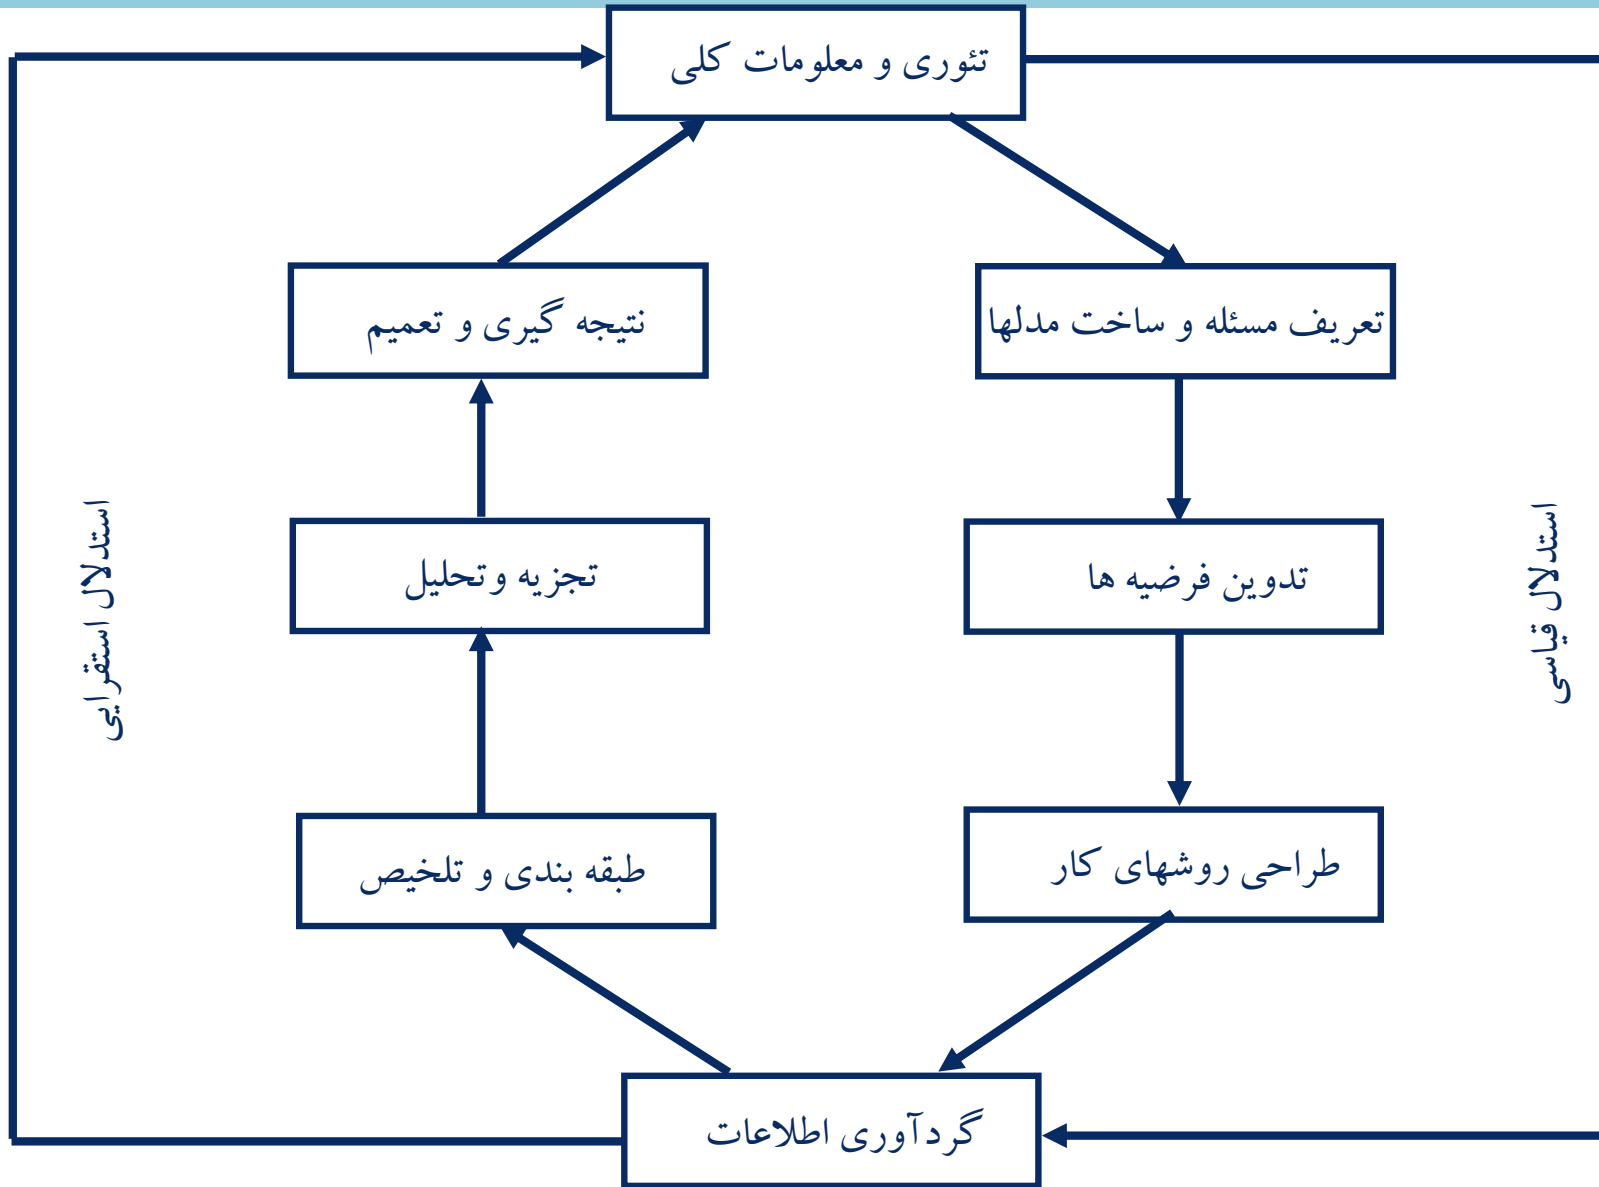 تئوری و معلومات کلی
تعریف مسئله و ساخت مدلها
نتیجه گیری و تعمیم
استدلال قیاسی
استدلال استقرایی
تدوین فرضیه ها
تجزیه وتحلیل
طراحی روشهای کار
طبقه بندی و تلخیص
گردآوری اطلاعات